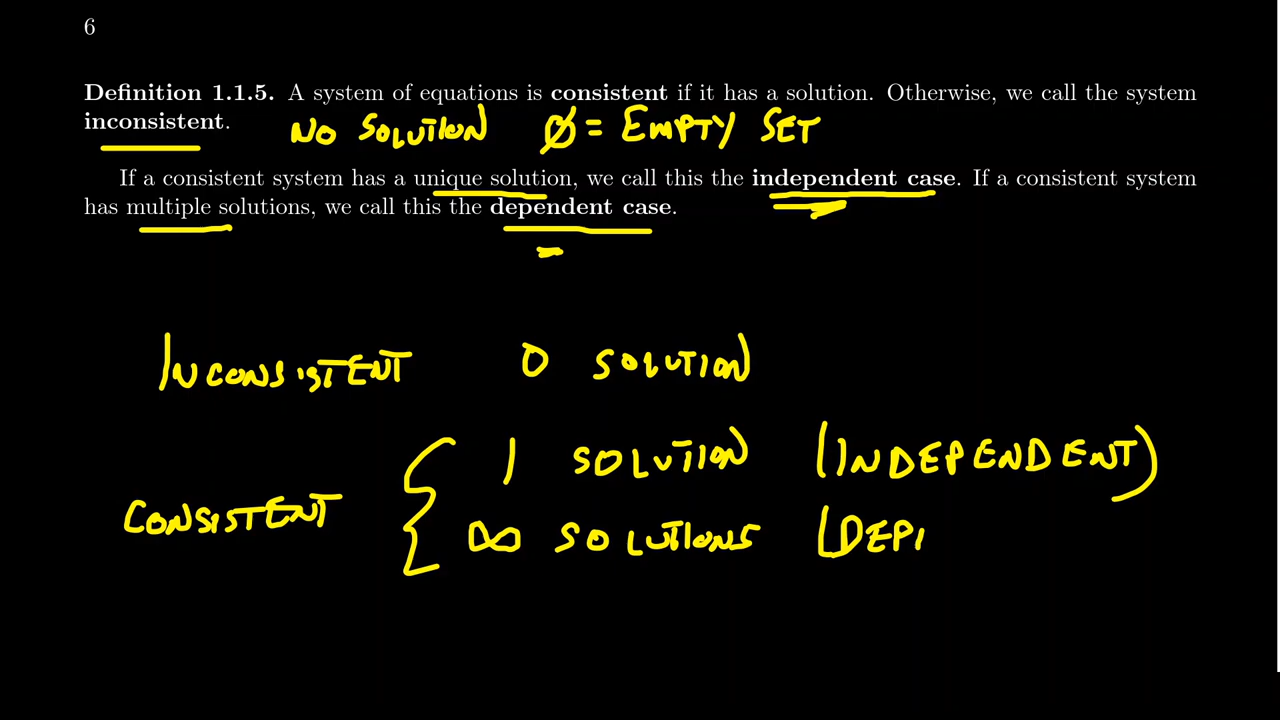 6
Definition 1.1.5. A system of equations is consistent if it has a solution. Otherwise, we call the system
inconsistent. NO SOLUTION Ø = EMPTY SET
If a consistent system has a unique solution, we call this the independent case. If a consistent system
has multiple solutions, we call this the dependent case.
INCONSISTENT 0 SOLUTION
1 SOLUTION (INDEPENDENT)
CONSISTENT {
∞ SOLUTIONS (DEPI